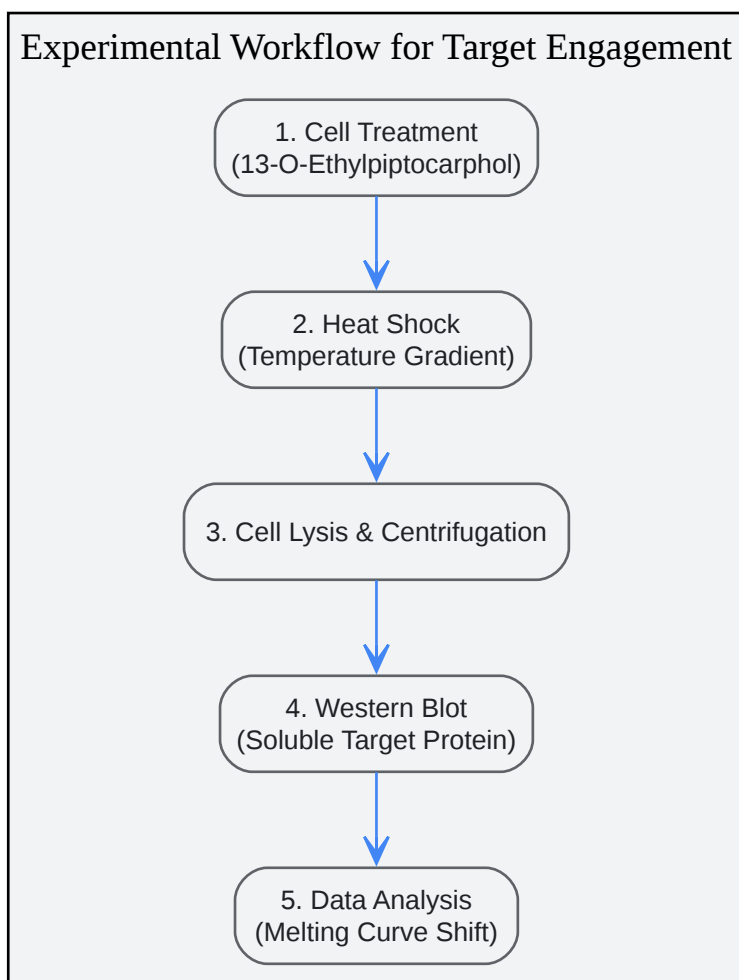 Experimental Workflow for Target Engagement
1. Cell Treatment
(13-O-Ethylpiptocarphol)
2. Heat Shock
(Temperature Gradient)
3. Cell Lysis & Centrifugation
4. Western Blot
(Soluble Target Protein)
5. Data Analysis
(Melting Curve Shift)